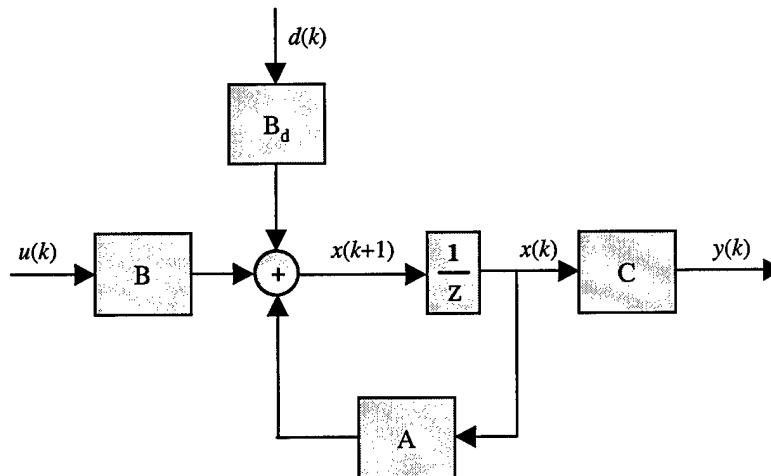 d(k)
B_d
u(k)
B
+
x(k+1)
1
z
x(k)
C
y(k)
A